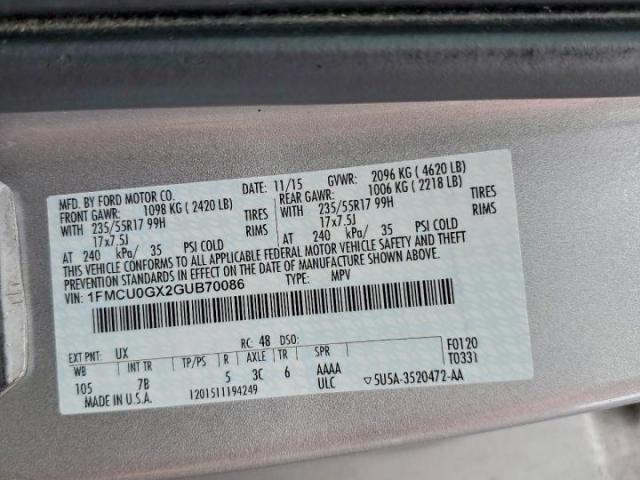 MFD. BY FORD MOTOR CO. DATE: 11/15 GVWR: 2096 KG ( 4620 LB)
FRONT GAWR: 1098 KG ( 2420 LB) REAR GAWR: 1006 KG ( 2218 LB)
WITH 235/55R17 99H TIRES WITH 235/55R17 99H TIRES
17x7.5J RIMS 17x7.5J RIMS
AT 240 kPa/ 35 PSI COLD AT 240 kPa/ 35 PSI COLD
THIS VEHICLE CONFORMS TO ALL APPLICABLE FEDERAL MOTOR VEHICLE SAFETY AND THEFT
PREVENTION STANDARDS IN EFFECT ON THE DATE OF MANUFACTURE SHOWN ABOVE.
VIN: 1FMCU0GX2GUB70086 TYPE: MPV
EXT PNT: UX RC: 48 DSO: F0120
WB INT TR TP/PS R AXLE TR SPR T0331
105 7B 5 3C 6 AAAA
MADE IN U.S.A. 1201511194249 ULC ▽5U5A-3520472-AA